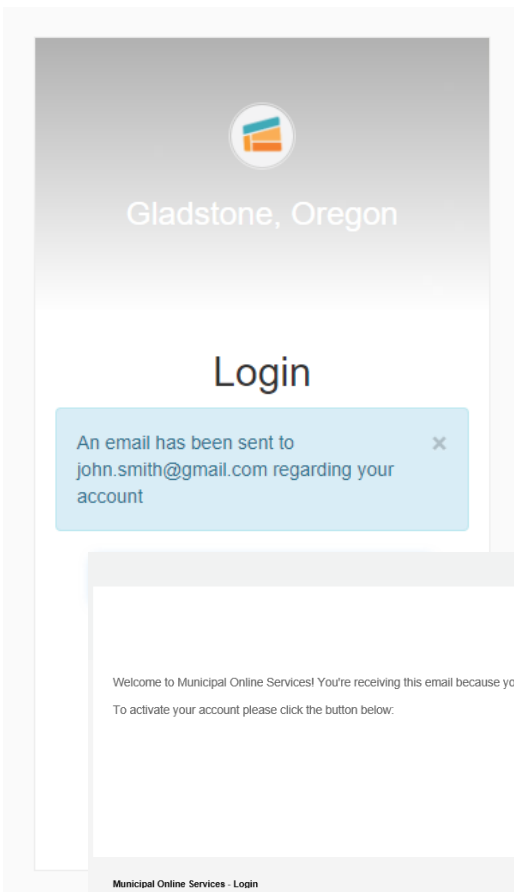 Gladstone, Oregon
Login
An email has been sent to
john.smith@gmail.com regarding your
account
×
Welcome to Municipal Online Services! You're receiving this email because yo
To activate your account please click the button below:
Municipal Online Services - Login